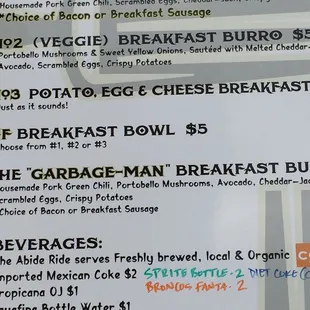 Housemade Pork Green Chili, Scrambled Eggs,
*Choice of Bacon or Breakfast Sausage
No2 (VEGGIE) BREAKFAST BURRO $5
Portobello Mushrooms & Sweet Yellow Onions, Sautéed with Melted Cheddar-
Avocado, Scrambled Eggs, Crispy Potatoes
No3 POTATO, EGG & CHEESE BREAKFAST
Just as it sounds!
BREAKFAST BOWL $5
Choose from #1, #2 or #3
THE "GARBAGE-MAN" BREAKFAST BU
Housemade Pork Green Chili, Portobello Mushrooms, Avocado, Cheddar-Jac
Scrambled Eggs, Crispy Potatoes
Choice of Bacon or Breakfast Sausage
BEVERAGES:
The Abide Ride serves Freshly brewed, local & Organic
Imported Mexican Coke $2 SPRITE BOTTLE - 2 DIET COKE (C
Tropicana OJ $1 BRONCOS FANTA - 2
Aquafina Bottle Water $1